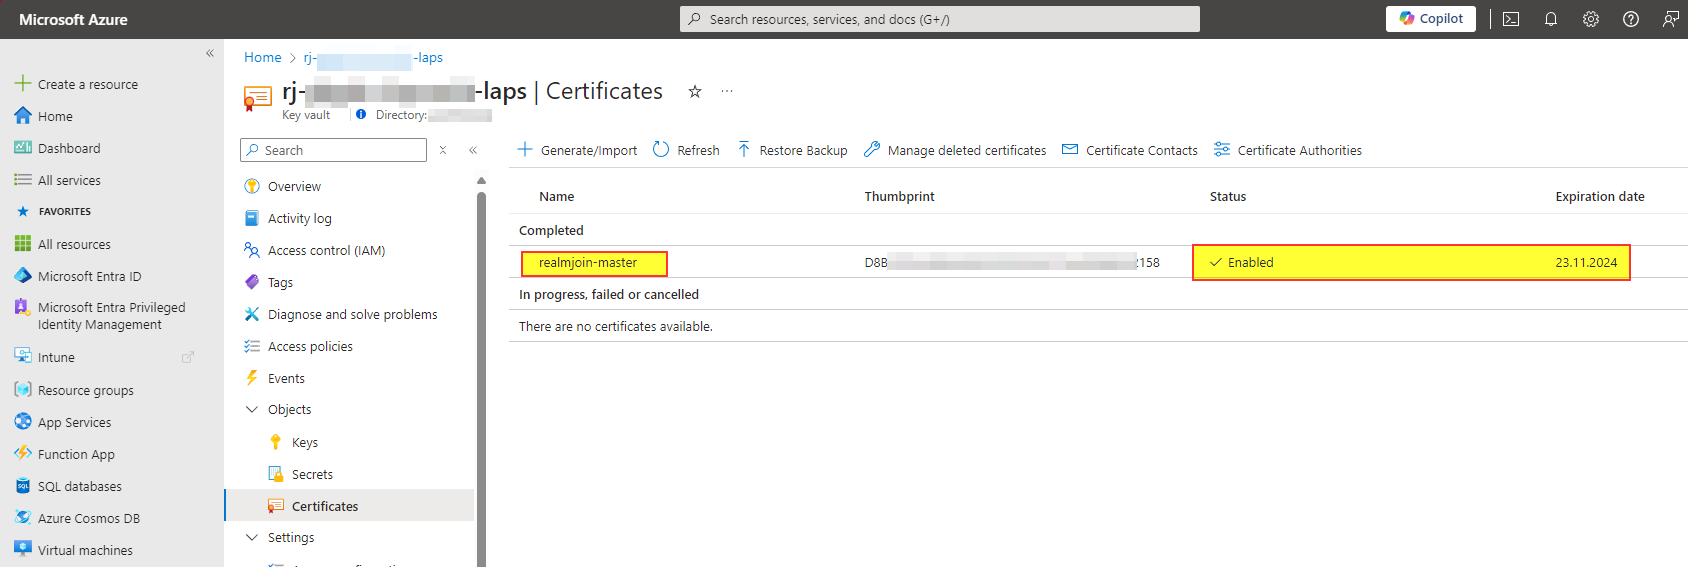 Microsoft Azure
Search resources, services, and docs (G+/)
Copilot
Create a resource
Home
Dashboard
All services
FAVORITES
All resources
Microsoft Entra ID
Microsoft Entra Privileged
Identity Management
Intune
Resource groups
App Services
Function App
SQL databases
Azure Cosmos DB
Virtual machines
Home > rj- -laps
rj- -laps | Certificates
Key vault
Directory:
Search
Overview
Activity log
Access control (IAM)
Tags
Diagnose and solve problems
Access policies
Events
Objects
Keys
Secrets
Certificates
Settings
Generate/Import
Refresh
Restore Backup
Manage deleted certificates
Certificate Contacts
Certificate Authorities
Name Thumbprint Status Expiration date
Completed
realmjoin-master D8B 2158 Enabled 23.11.2024
In progress, failed or cancelled
There are no certificates available.